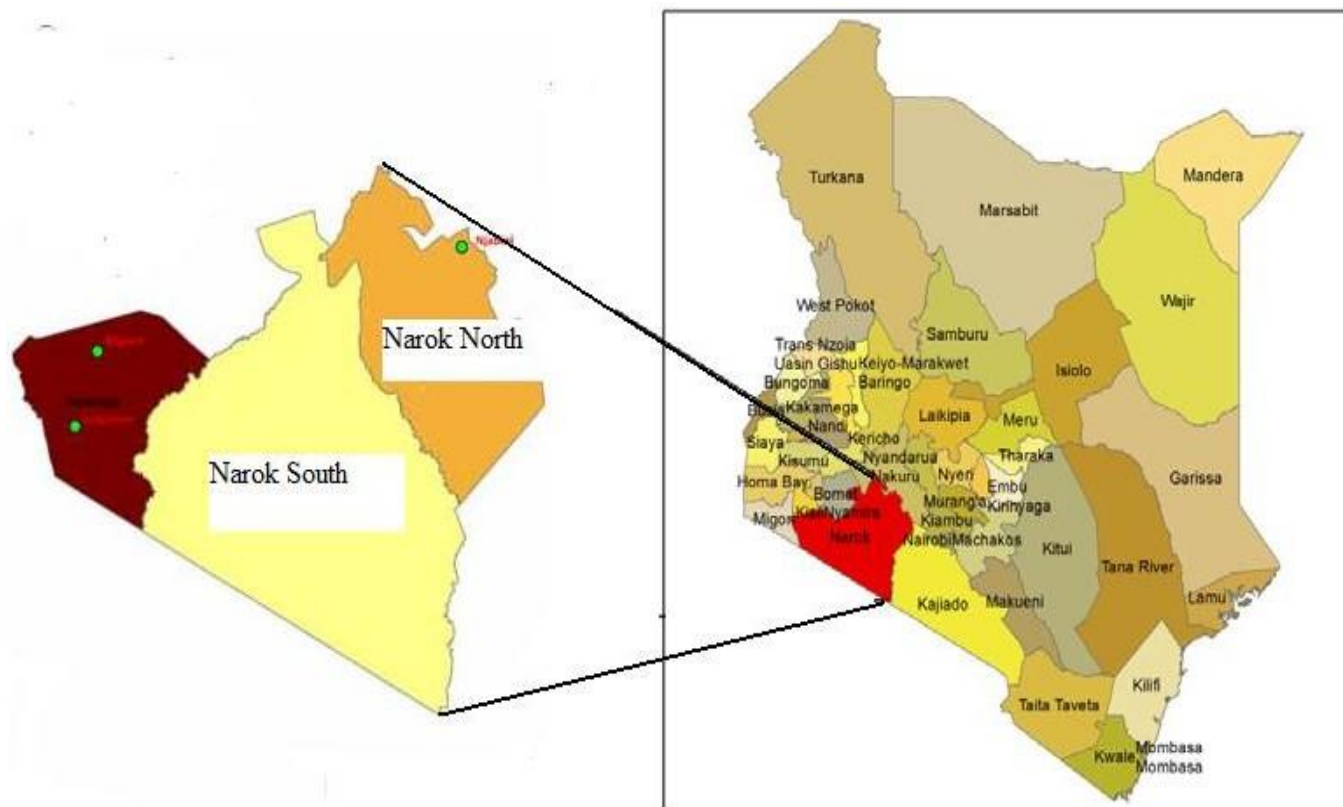 Narok North
Narok South
Turkana
Marsabit
Mandera
Wajir
West Pokot
Samburu
Isiolo
Trans Nzoia
Uasin Gishu
Keiyo-Marakwet
Bungoma
Baringo
Kakamega
Laikipia
Meru
Nandi
Siaya
Kericho
Tharaka
Kisumu
Nyandarua
Nyeri
Garissa
Homa Bay
Nakuru
Embu
Bomet
Murang'a
Kirinyaga
Nyamira
Kiambu
Narok
Nairobi
Machakos
Kitui
Tana River
Kajiado
Makueni
Lamu
Kilifi
Taita Taveta
Kwale
Mombasa
Mombasa